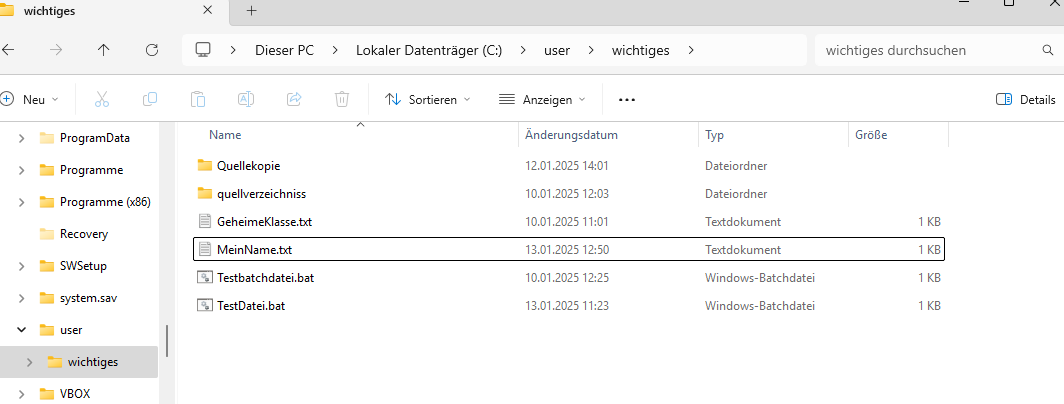 wichtiges
Dieser PC Lokaler Datenträger (C:) user wichtiges
wichtiges durchsuchen
Neu Sortieren Anzeigen Details
Name Änderungsdatum Typ Größe
ProgramData
Programme
Programme (x86)
Recovery
SWSetup
system.sav
user
wichtiges
VBOX
Quellekopie 12.01.2025 14:01 Dateiordner
quellverzeichniss 10.01.2025 12:03 Dateiordner
GeheimeKlasse.txt 10.01.2025 11:01 Textdokument 1 KB
MeinName.txt 13.01.2025 12:50 Textdokument 1 KB
Testbatchdatei.bat 10.01.2025 12:25 Windows-Batchdatei 1 KB
TestDatei.bat 13.01.2025 11:23 Windows-Batchdatei 1 KB